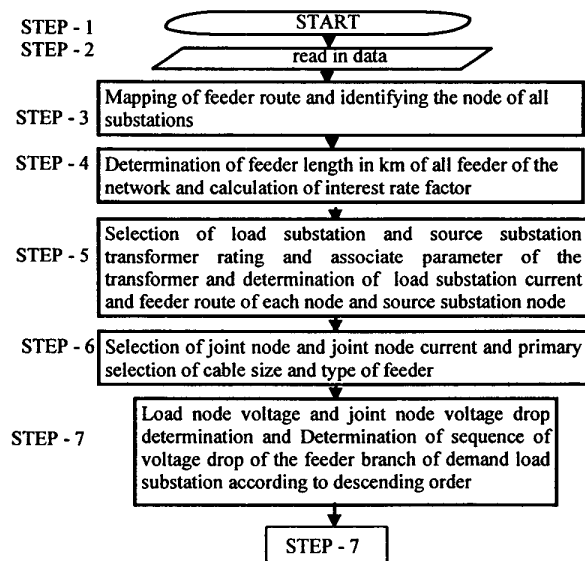 STEP - 1
START
STEP - 2
read in data
STEP - 3
Mapping of feeder route and identifying the node of all
substations
STEP - 4
Determination of feeder length in km of all feeder of the
network and calculation of interest rate factor
STEP - 5
Selection of load substation and source substation
transformer rating and associate parameter of the
transformer and determination of load substation current
and feeder route of each node and source substation node
STEP - 6
Selection of joint node and joint node current and primary
selection of cable size and type of feeder
STEP - 7
Load node voltage and joint node voltage drop
determination and Determination of sequence of
voltage drop of the feeder branch of demand load
substation according to descending order
STEP - 7